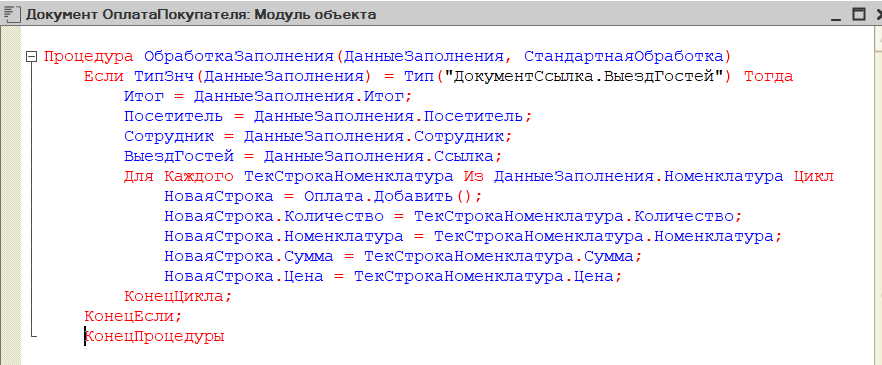 Документ ОплатаПокупателя: Модуль объекта
Процедура ОбработкаЗаполнения(ДанныеЗаполнения, СтандартнаяОбработка)
Если ТипЗнч(ДанныеЗаполнения) = Тип("ДокументСсылка.ВыездГостей") Тогда
Итог = ДанныеЗаполнения.Итог;
Посетитель = ДанныеЗаполнения.Посетитель;
Сотрудник = ДанныеЗаполнения.Сотрудник;
ВыездГостей = ДанныеЗаполнения.Ссылка;
Для Каждого ТекСтрокаНоменклатура Из ДанныеЗаполнения.Номенклатура Цикл
НоваяСтрока = Оплата.Добавить();
НоваяСтрока.Количество = ТекСтрокаНоменклатура.Количество;
НоваяСтрока.Номенклатура = ТекСтрокаНоменклатура.Номенклатура;
НоваяСтрока.Сумма = ТекСтрокаНоменклатура.Сумма;
НоваяСтрока.Цена = ТекСтрокаНоменклатура.Цена;
КонецЦикла;
КонецЕсли;
КонецПроцедуры